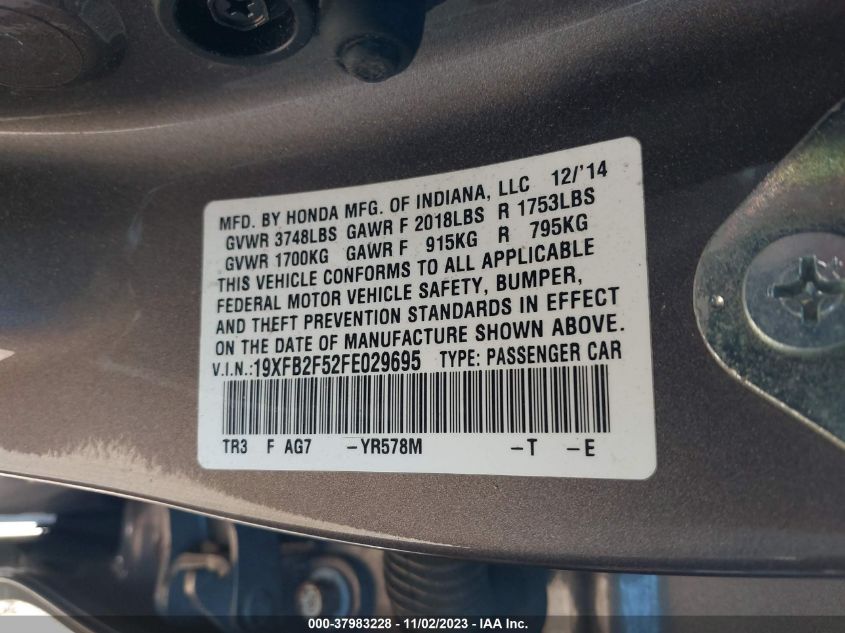 MFD. BY HONDA MFG. OF INDIANA, LLC 12/'14
GVWR 3748LBS GAWR F 2018LBS R 1753LBS
GVWR 1700KG GAWR F 915KG R 795KG
THIS VEHICLE CONFORMS TO ALL APPLICABLE
FEDERAL MOTOR VEHICLE SAFETY, BUMPER,
AND THEFT PREVENTION STANDARDS IN EFFECT
ON THE DATE OF MANUFACTURE SHOWN ABOVE.
V.I.N.:19XFB2F52FE029695 TYPE: PASSENGER CAR
TR3 F AG7 -YR578M -T -E
000-37983228 - 11/02/2023 - IAA Inc.